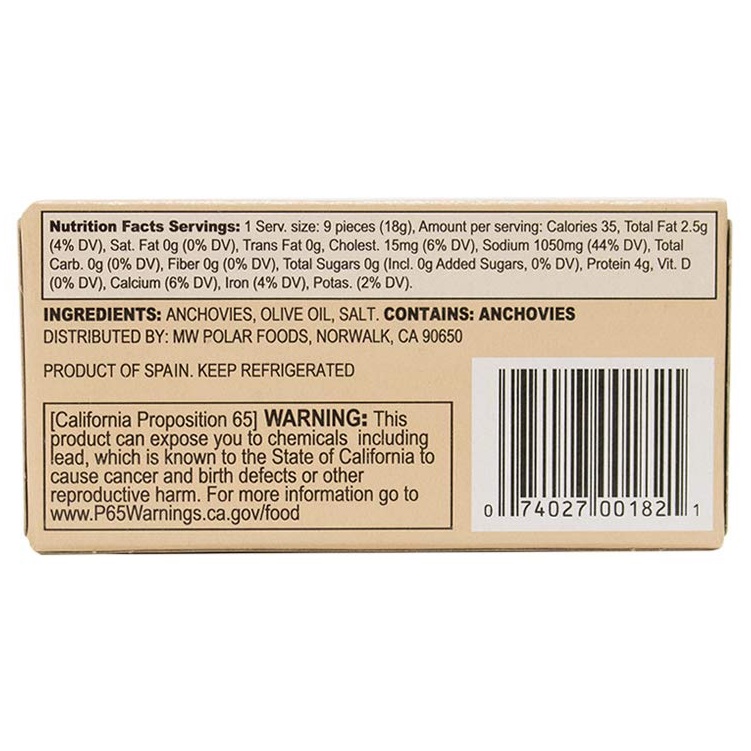 Nutrition Facts Servings: 1 Serv. size: 9 pieces (18g), Amount per serving: Calories 35, Total Fat 2.5g
(4% DV), Sat. Fat 0g (0% DV), Trans Fat 0g, Cholest. 15mg (6% DV), Sodium 1050mg (44% DV), Total
Carb. 0g (0% DV), Fiber 0g (0% DV), Total Sugars 0g (Incl. 0g Added Sugars, 0% DV), Protein 4g, Vit. D
(0% DV), Calcium (6% DV), Iron (4% DV), Potas. (2% DV).
INGREDIENTS: ANCHOVIES, OLIVE OIL, SALT. CONTAINS: ANCHOVIES
DISTRIBUTED BY: MW POLAR FOODS, NORWALK, CA 90650
PRODUCT OF SPAIN. KEEP REFRIGERATED
[California Proposition 65] WARNING: This
product can expose you to chemicals including
lead, which is known to the State of California to
cause cancer and birth defects or other
reproductive harm. For more information go to
www.P65Warnings.ca.gov/food
0 74027 00182 1